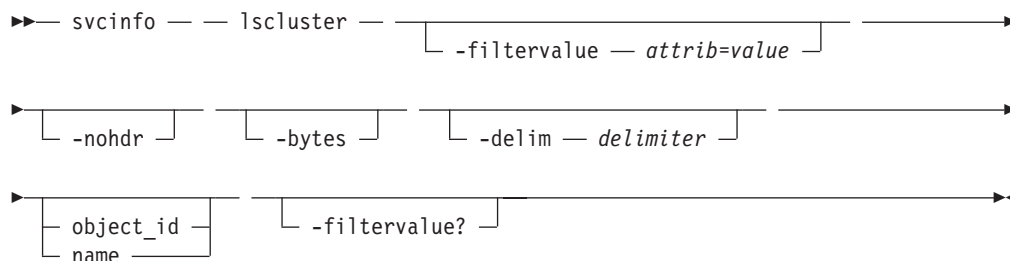 svcinfo lscluster
-filtervalue attrib=value
-nohdr -bytes -delim delimiter
object_id -filtervalue?
name